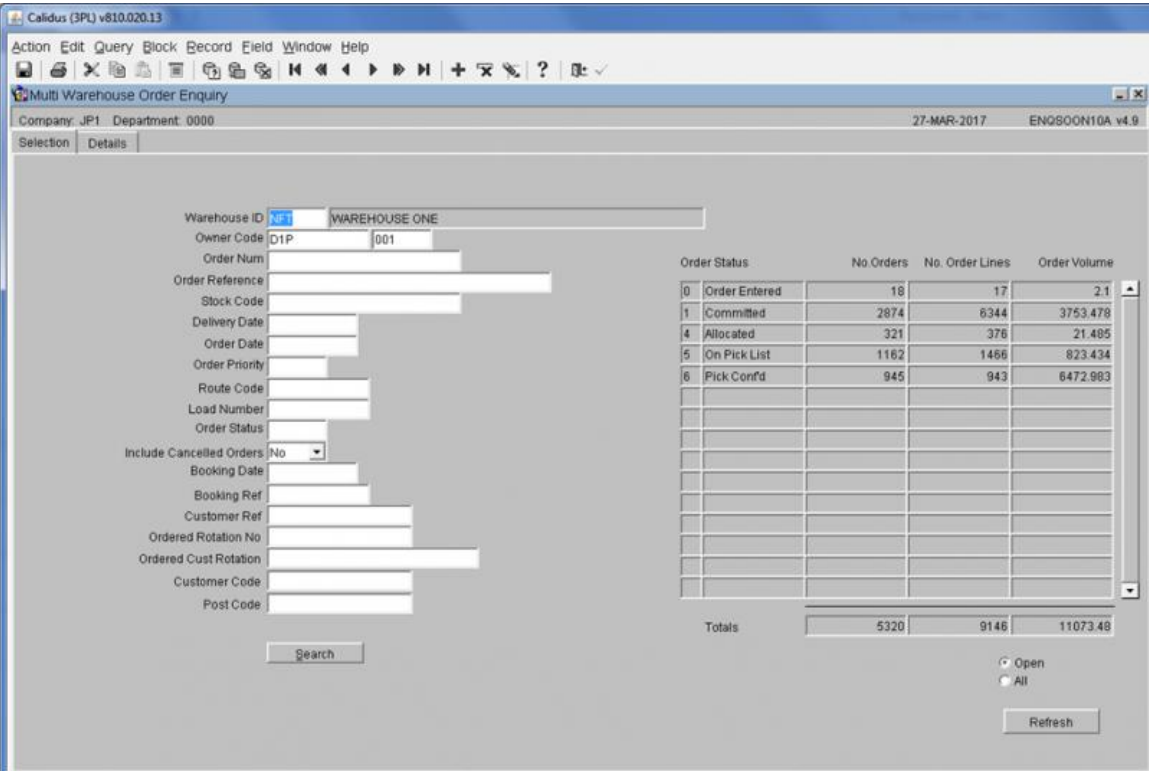 Calidus (3PL) v810.020.13
Action Edit Query Block Record Field Window Help
Multi Warehouse Order Enquiry
Company: JP1 Department: 0000 27-MAR-2017 ENQSOON10A v4.9
Selection Details
Warehouse ID NFT WAREHOUSE ONE
Owner Code D1P 001
Order Num
Order Reference
Stock Code
Delivery Date
Order Date
Order Priority
Route Code
Load Number
Order Status
Include Cancelled Orders No
Booking Date
Booking Ref
Customer Ref
Ordered Rotation No
Ordered Cust Rotation
Customer Code
Post Code
Search
Order Status No.Orders No. Order Lines Order Volume
0 Order Entered 18 17 2.1
1 Committed 2874 6344 3753.478
4 Allocated 321 376 21.485
5 On Pick List 1162 1466 823.434
6 Pick Conf'd 945 943 6472.983
Totals 5320 9146 11073.48
Open
All
Refresh